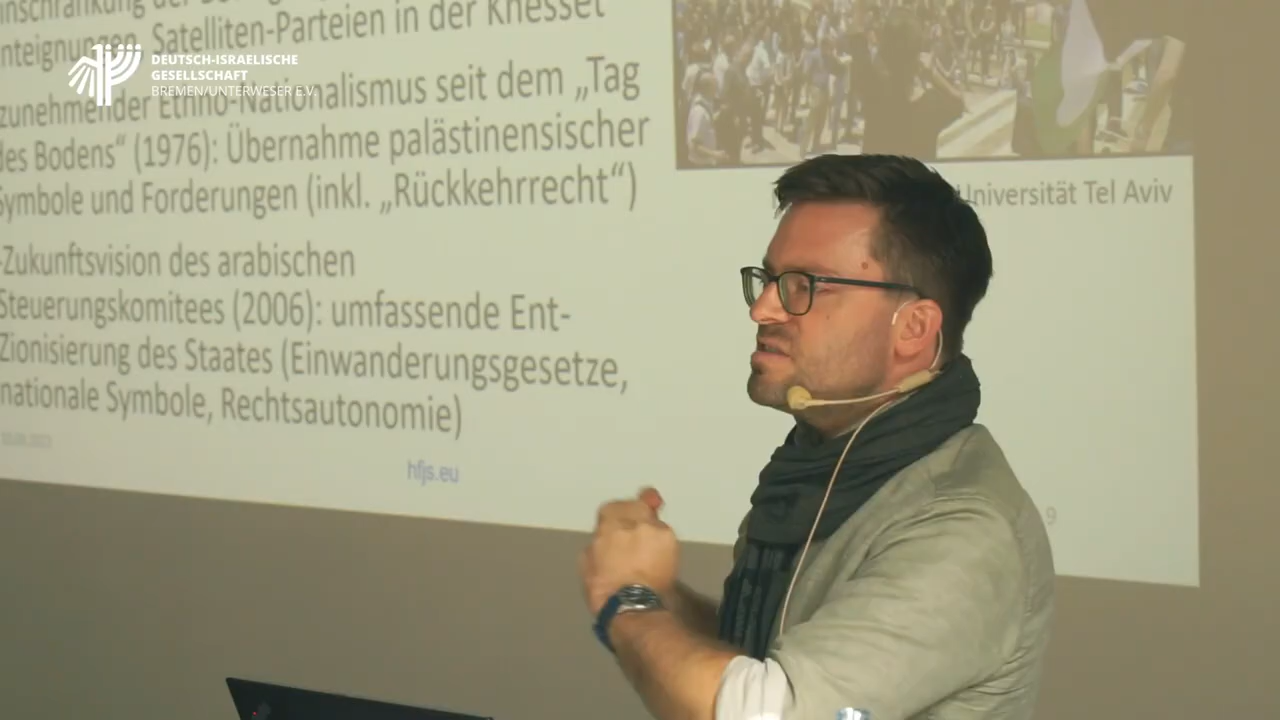 DEUTSCH-ISRAELISCHE
GESELLSCHAFT
BREMEN/UNTERWESER E.V.
der
Satelliten-Parteien in der Knesset
zunehmender Ethno-Nationalismus seit dem „Tag
des Bodens“ (1976): Übernahme palästinensischer
Symbole und Forderungen (inkl. „Rückkehrrecht“)
-Zukunftsvision des arabischen
Steuerungskomitees (2006): umfassende Ent-
Zionisierung des Staates (Einwanderungsgesetze,
nationale Symbole, Rechtsautonomie)
hfjs.eu
Universität Tel Aviv
9